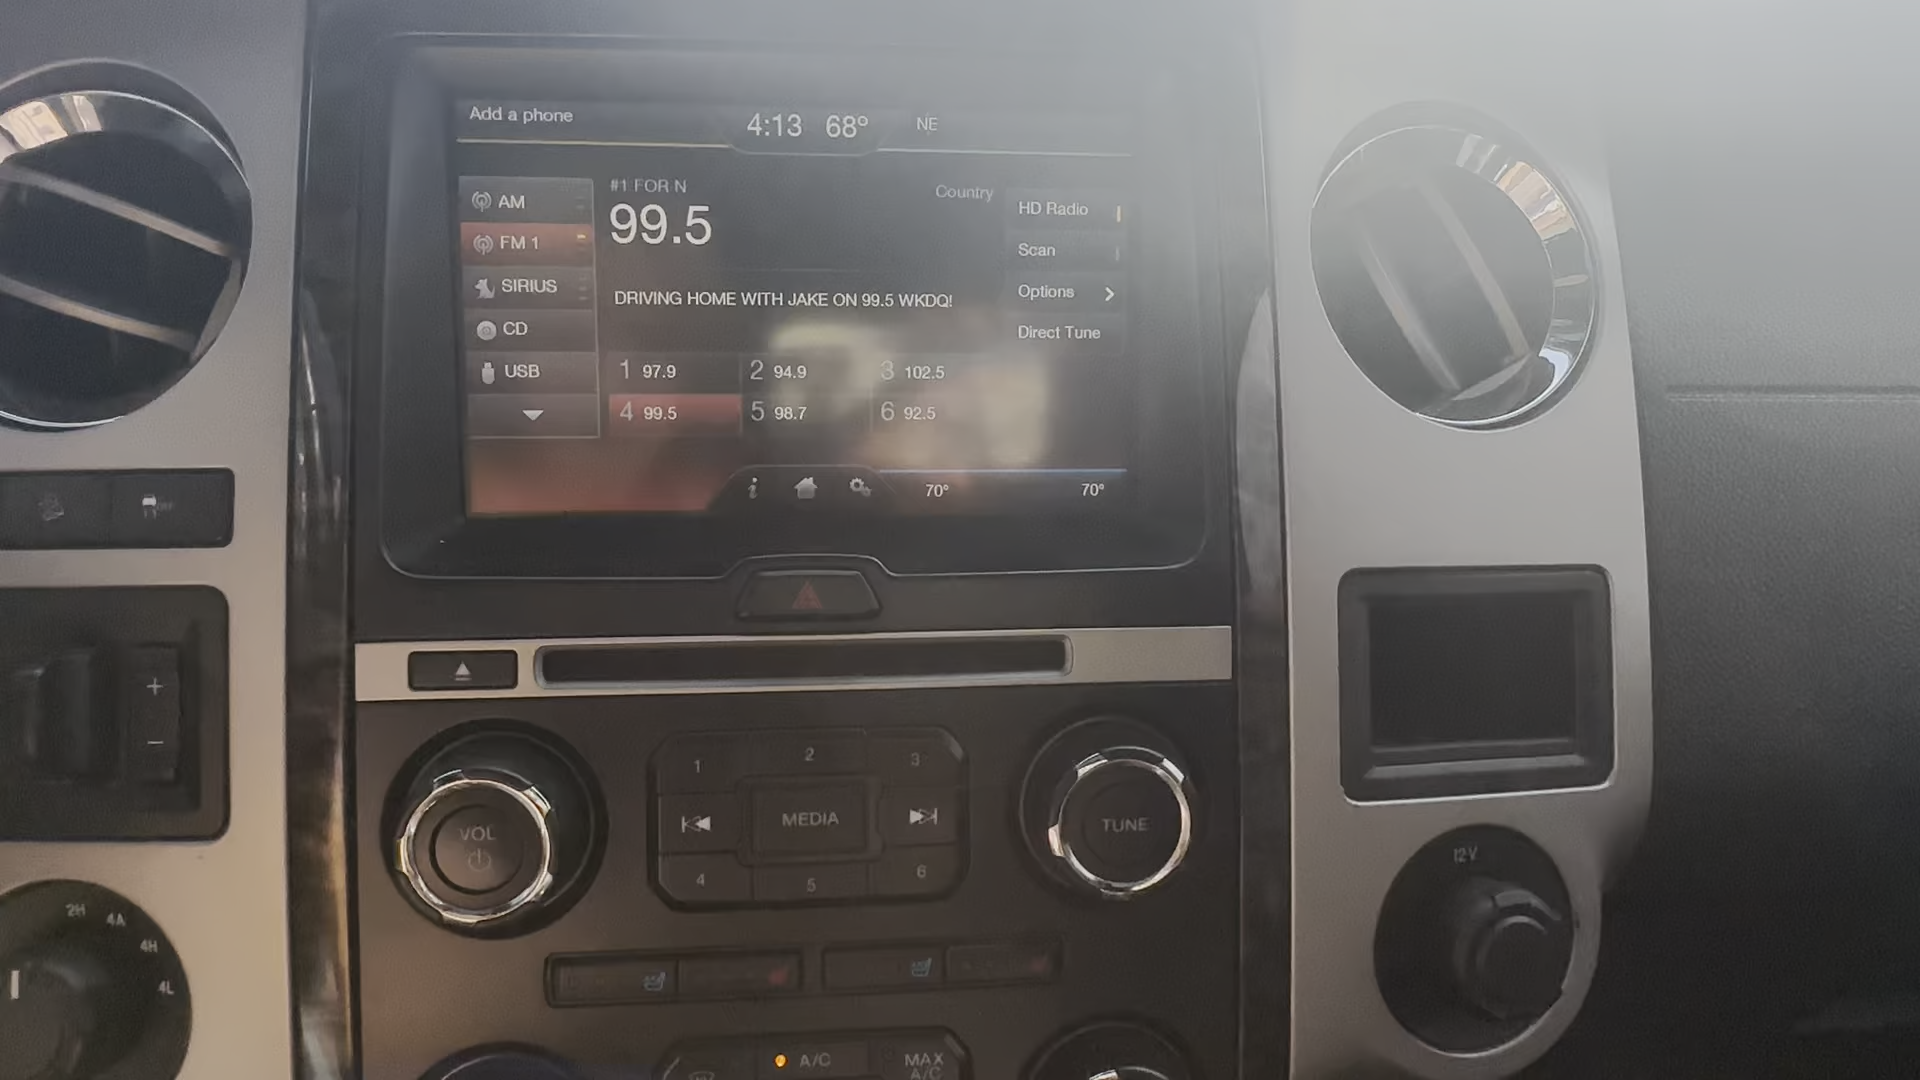 Add a phone
4:13 68° NE
AM
FM 1
SIRIUS
CD
USB
#1 FOR N
99.5
Country
DRIVING HOME WITH JAKE ON 99.5 WKDQ!
HD Radio
Scan
Options
Direct Tune
1 97.9 2 94.9 3 102.5
4 99.5 5 98.7 6 92.5
70° 70°
OFF
+
−
VOL
1 2 3
MEDIA
4 5 6
TUNE
12V
2H 4A 4H 4L
A/C
MAX A/C